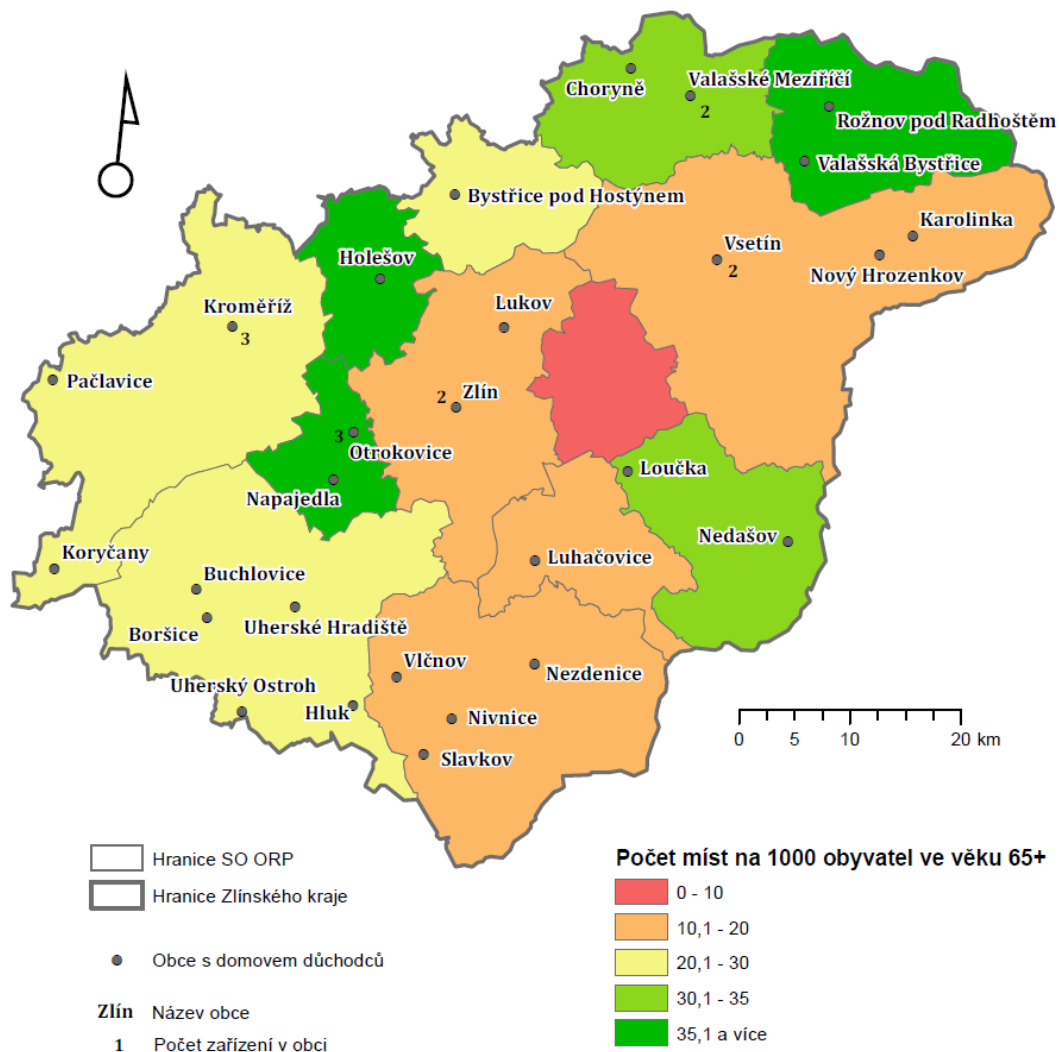 Choryně
Valašské Meziříčí
2
Rožnov pod Radhoštěm
Valašská Bystřice
Bystřice pod Hostýnem
Karolinka
Vsetín
2
Nový Hrozenkov
Holešov
Lukov
Kroměříž
3
Pačlavice
2
Zlín
3
Otrokovice
Napajedla
Loučka
Nedašov
Koryčany
Luhačovice
Buchlovice
Boršice
Uherské Hradiště
Vlčnov
Nezdenice
Uherský Ostroh
Hluk
Nivnice
Slavkov
0 5 10 20 km
Hranice SO ORP
Hranice Zlínského kraje
Obce s domovem důchodců
Zlín Název obce
1 Počet zařízení v obci
Počet míst na 1000 obyvatel ve věku 65+
0 - 10
10,1 - 20
20,1 - 30
30,1 - 35
35,1 a více